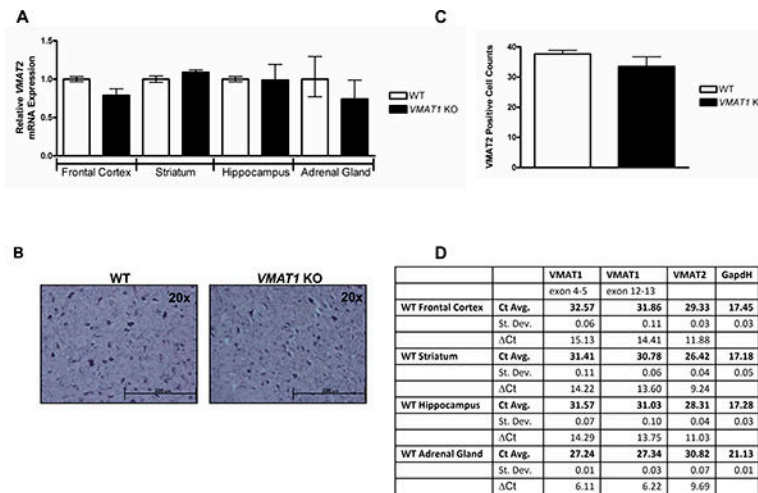 A
Relative VMAT2
mRNA Expression
1.5
1.0
0.5
0.0
Frontal Cortex
Striatum
Hippocampus
Adrenal Gland
WT
VMAT1 KO
C
VMAT2 Positive Cell Counts
40
30
20
10
0
WT
VMAT1 K
B
WT
VMAT1 KO
20x
20x
D
VMAT1 VMAT1 VMAT2 GapdH
exon 4-5 exon 12-13
WT Frontal Cortex Ct Avg. 32.57 31.86 29.33 17.45
St. Dev. 0.06 0.11 0.03 0.03
ΔCt 15.13 14.41 11.88
WT Striatum Ct Avg. 31.41 30.78 26.42 17.18
St. Dev. 0.11 0.06 0.04 0.05
ΔCt 14.22 13.60 9.24
WT Hippocampus Ct Avg. 31.57 31.03 28.31 17.28
St. Dev. 0.07 0.10 0.04 0.03
ΔCt 14.29 13.75 11.03
WT Adrenal Gland Ct Avg. 27.24 27.34 30.82 21.13
St. Dev. 0.01 0.03 0.07 0.01
ΔCt 6.11 6.22 9.69